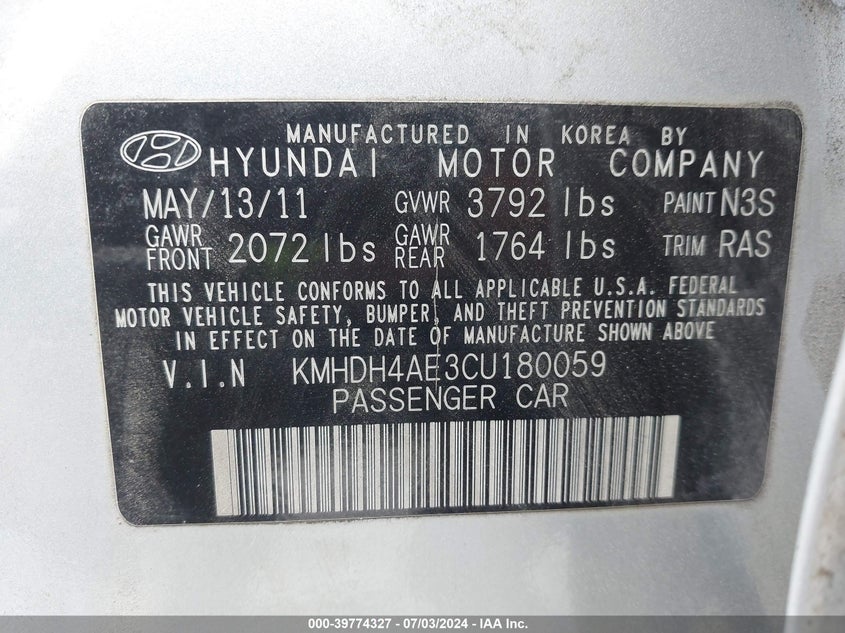 MANUFACTURED IN KOREA BY
HYUNDAI MOTOR COMPANY
MAY/13/11 GVWR 3792 lbs PAINT N3S
GAWR FRONT 2072 lbs GAWR REAR 1764 lbs TRIM RAS
THIS VEHICLE CONFORMS TO ALL APPLICABLE U.S.A. FEDERAL
MOTOR VEHICLE SAFETY, BUMPER, AND THEFT PREVENTION STANDARDS
IN EFFECT ON THE DATE OF MANUFACTURE SHOWN ABOVE.
V.I.N KMHDH4AE3CU180059
PASSENGER CAR
000-39774327 - 07/03/2024 - IAA Inc.